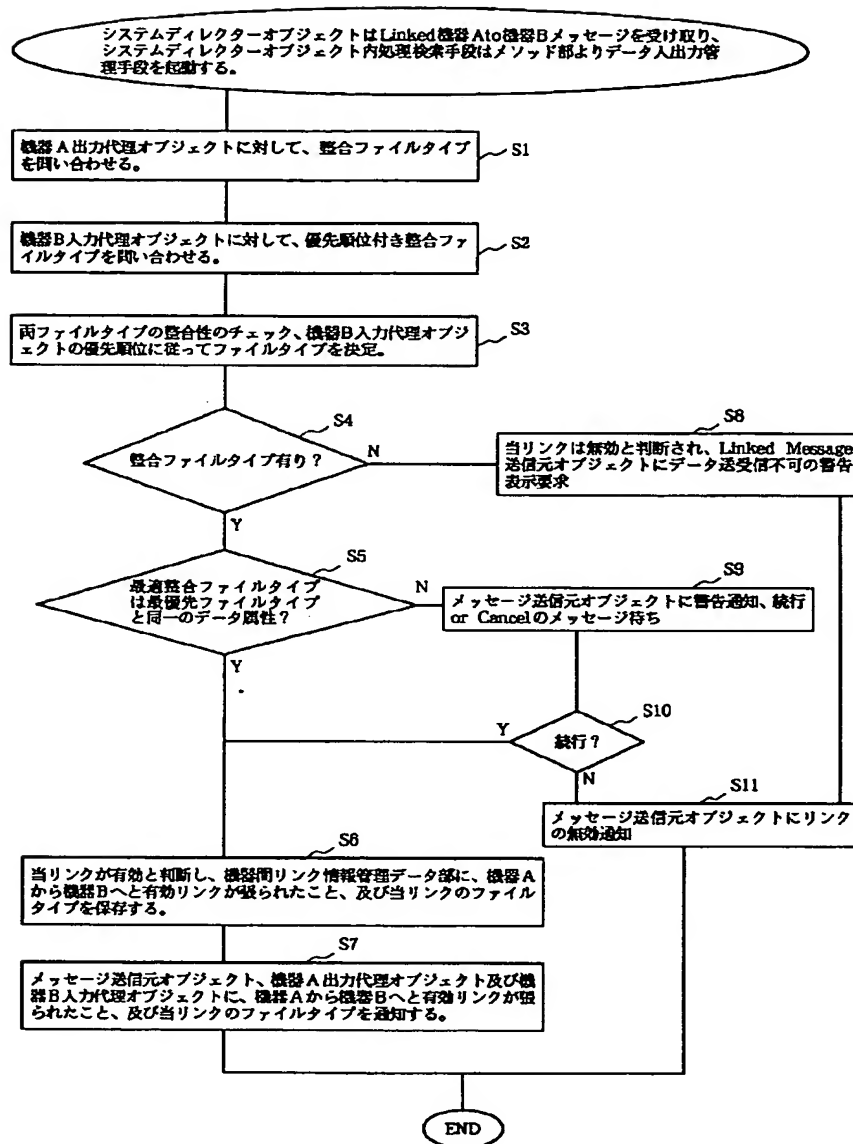 システムディレクターオブジェクトはLinked機器Ato機器Bメッセージを受け取り、
システムディレクターオブジェクト内処理検索手段はメソッド部よりデータ入出力管
理手段を起動する。
機器A出力代理オブジェクトに対して、整合ファイルタイプ
を問い合わせる。
S1
機器B入力代理オブジェクトに対して、優先順位付き整合ファ
イルタイプを問い合わせる。
S2
両ファイルタイプの整合性のチェック、機器B入力代理オブジ
ェクトの優先順位に従ってファイルタイプを決定。
S3
S4
整合ファイルタイプ有り?
N
Y
S8
当リンクは無効と判断され、Linked Message
送信元オブジェクトにデータ送受信不可の警告
表示要求
S5
最適整合ファイルタイプ
は最優先ファイルタイプ
と同一のデータ属性?
N
Y
S9
メッセージ送信元オブジェクトに警告通知、続行
or Cancelのメッセージ待ち
S10
続行?
Y
N
S11
メッセージ送信元オブジェクトにリンク
の無効通知
S6
当リンクが有効と判断し、機器間リンク情報管理データ部に、機器A
から機器Bへと有効リンクが張られたこと、及び当リンクのファイル
タイプを保存する。
S7
メッセージ送信元オブジェクト、機器A出力代理オブジェクト及び機
器B入力代理オブジェクトに、機器Aから機器Bへと有効リンクが張
られたこと、及び当リンクのファイルタイプを通知する。
END